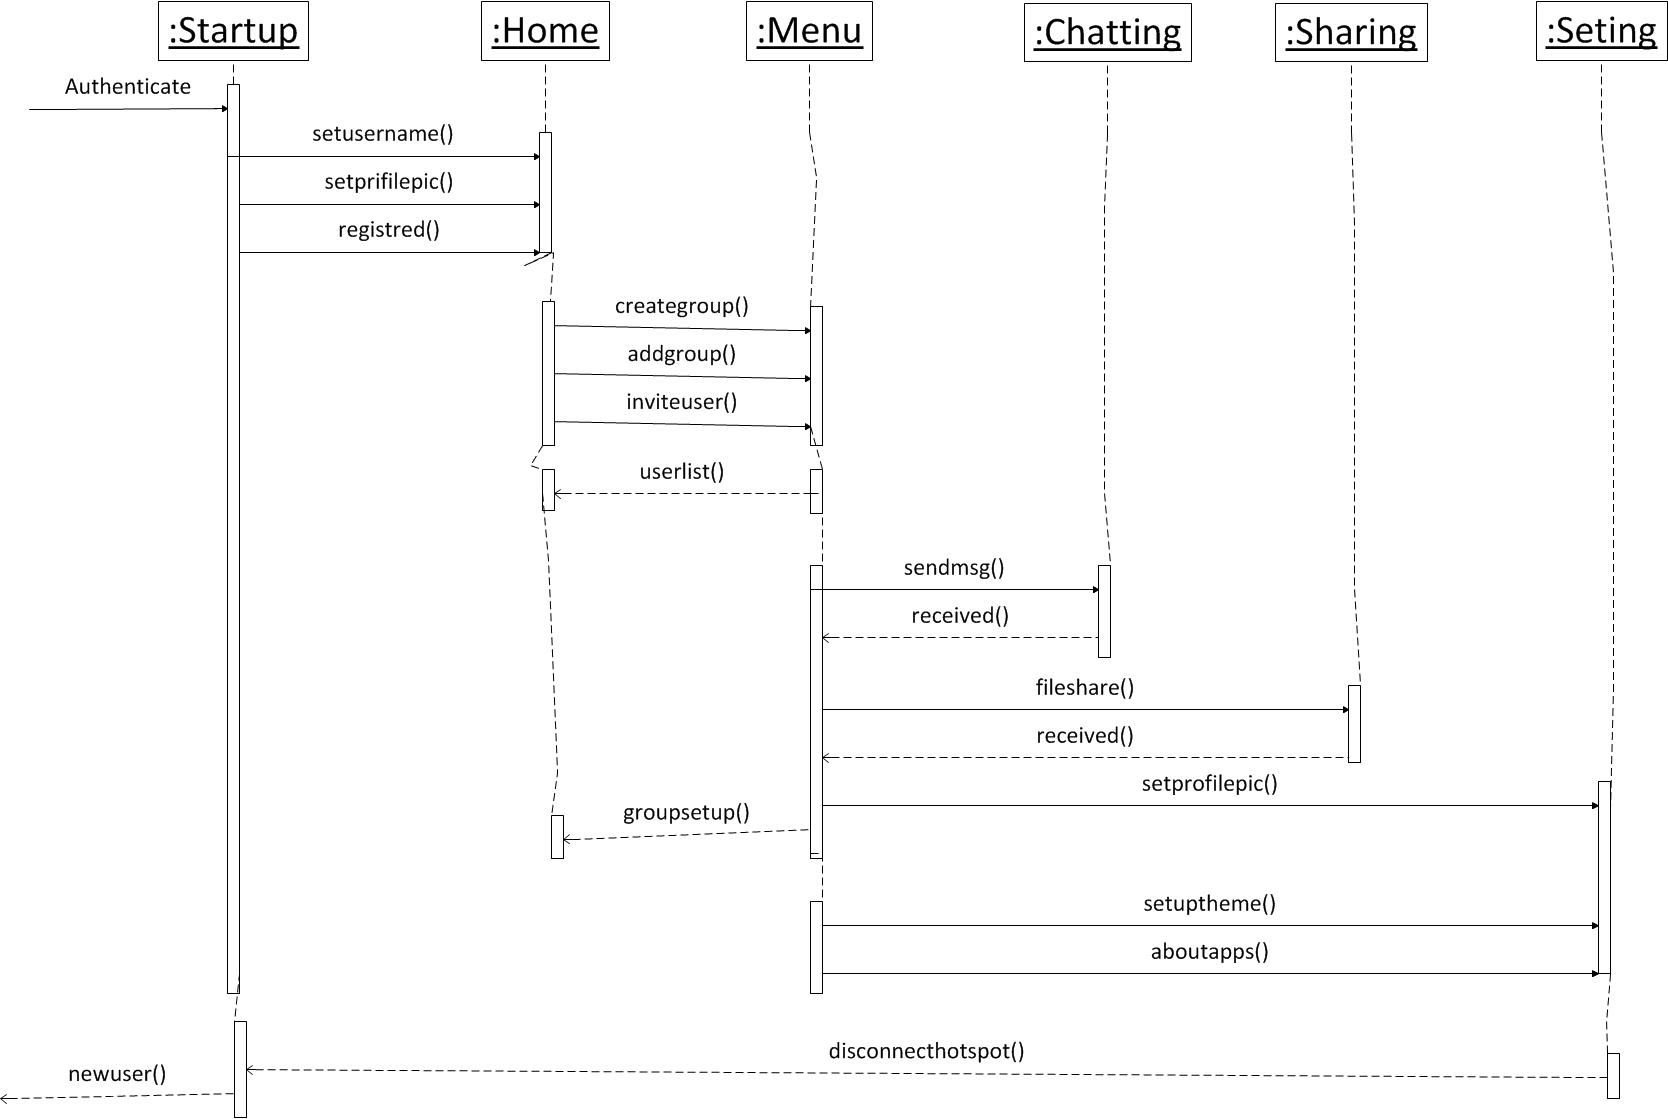 :Startup
:Home
:Menu
:Chatting
:Sharing
:Seting
Authenticate
setusername()
setprifilepic()
registred()
creategroup()
addgroup()
inviteuser()
userlist()
sendmsg()
received()
fileshare()
received()
setprofilepic()
groupsetup()
setuptheme()
aboutapps()
disconnecthotspot()
newuser()